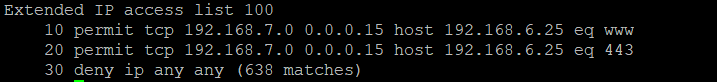 Extended IP access list 100
    10 permit tcp 192.168.7.0 0.0.0.15 host 192.168.6.25 eq www
    20 permit tcp 192.168.7.0 0.0.0.15 host 192.168.6.25 eq 443
    30 deny ip any any (638 matches)